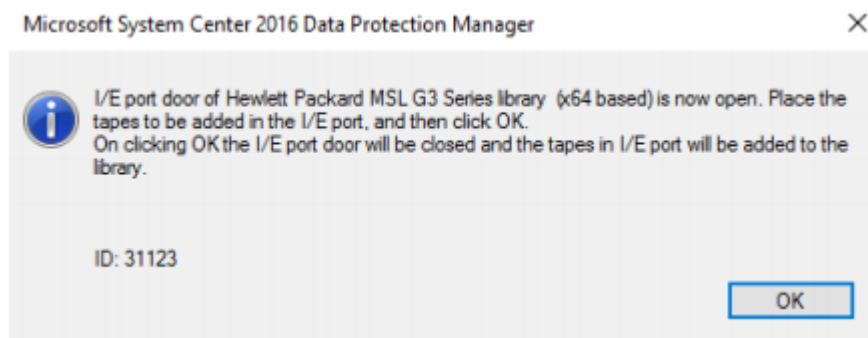 Microsoft System Center 2016 Data Protection Manager
I/E port door of Hewlett Packard MSL G3 Series library (x64 based) is now open. Place the
tapes to be added in the I/E port, and then click OK.
On clicking OK the I/E port door will be closed and the tapes in I/E port will be added to the
library.
ID: 31123
OK